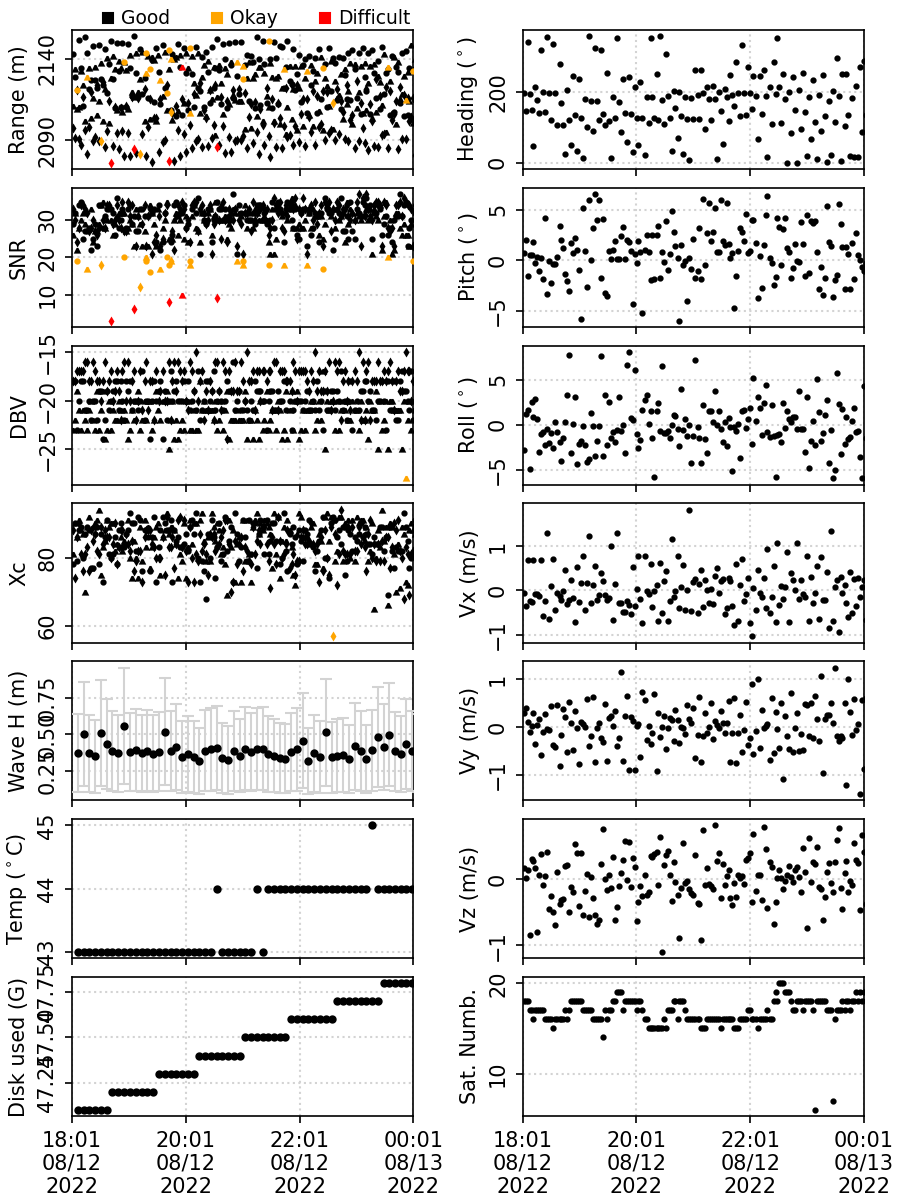 Good Okay Difficult
Range (m)
2140
2090
SNR
30
20
10
DBV
−15
−20
−25
Xc
80
60
Wave H (m)
0.75
0.50
0.25
Temp (°C)
45
44
43
Disk used (G)
47.75
47.50
47.25
18:01 20:01 22:01 00:01
08/12 08/12 08/12 08/13
2022 2022 2022 2022
Heading (°)
200
0
Pitch (°)
5
0
−5
Roll (°)
5
0
−5
Vx (m/s)
1
0
−1
Vy (m/s)
1
0
−1
Vz (m/s)
0
−1
Sat. Numb.
20
10
18:01 20:01 22:01 00:01
08/12 08/12 08/12 08/13
2022 2022 2022 2022